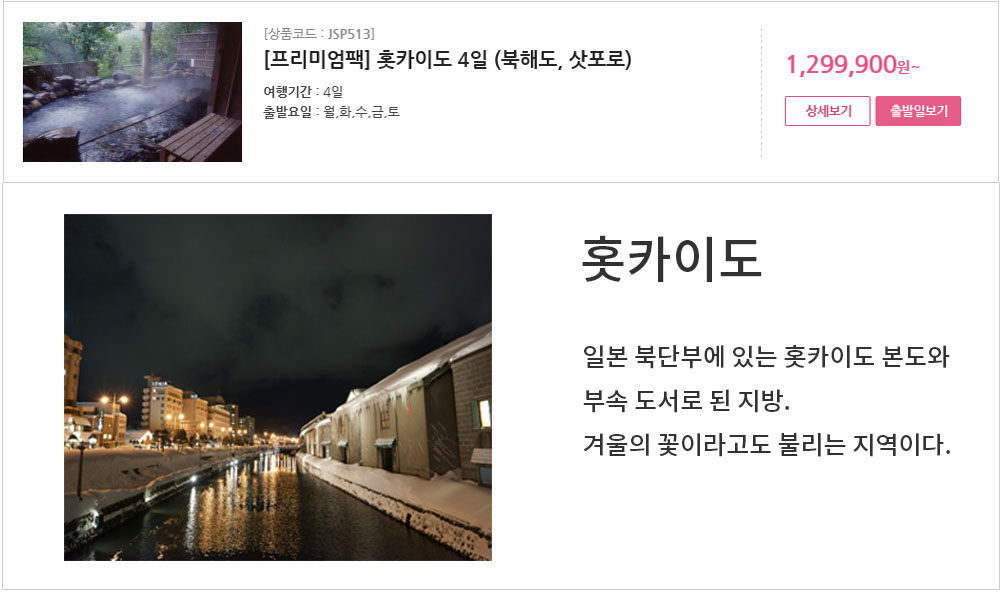 [상품코드 : JSP513]
[프리미엄팩] 홋카이도 4일 (북해도, 삿포로)
여행기간 : 4일
출발요일 : 월,화,수,금,토
1,299,900원~
상세보기
출발일보기
홋카이도
일본 북단부에 있는 홋카이도 본도와
부속 도서로 된 지방.
겨울의 꽃이라고도 불리는 지역이다.